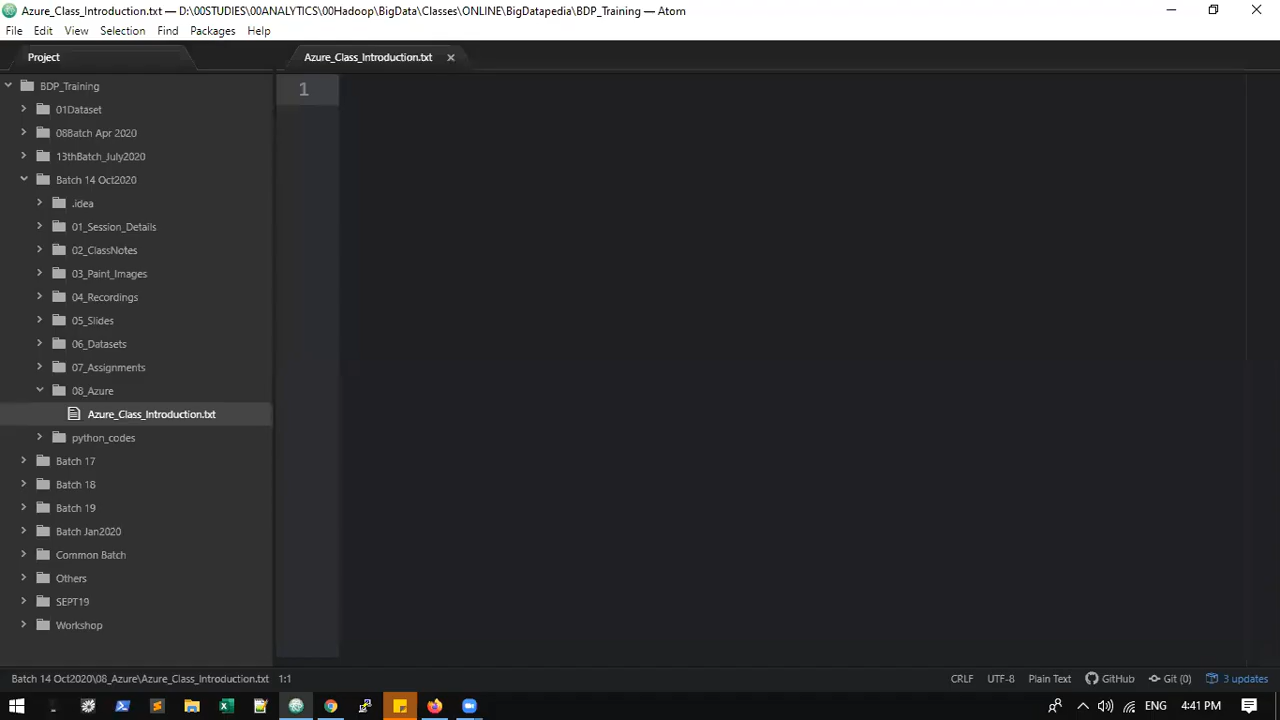 Azure_Class_Introduction.txt — D:\00STUDIES\00ANALYTICS\00Hadoop\BigData\Classes\ONLINE\BigDatapedia\BDP_Training — Atom
File Edit View Selection Find Packages Help
Project
Azure_Class_Introduction.txt
1
BDP_Training
01Dataset
08Batch Apr 2020
13thBatch_July2020
Batch 14 Oct2020
.idea
01_Session_Details
02_ClassNotes
03_Paint_Images
04_Recordings
05_Slides
06_Datasets
07_Assignments
08_Azure
Azure_Class_Introduction.txt
python_codes
Batch 17
Batch 18
Batch 19
Batch Jan2020
Common Batch
Others
SEPT19
Workshop
Batch 14 Oct2020\08_Azure\Azure_Class_Introduction.txt 1:1 CRLF UTF-8 Plain Text GitHub Git (0) 3 updates
ENG 4:41 PM